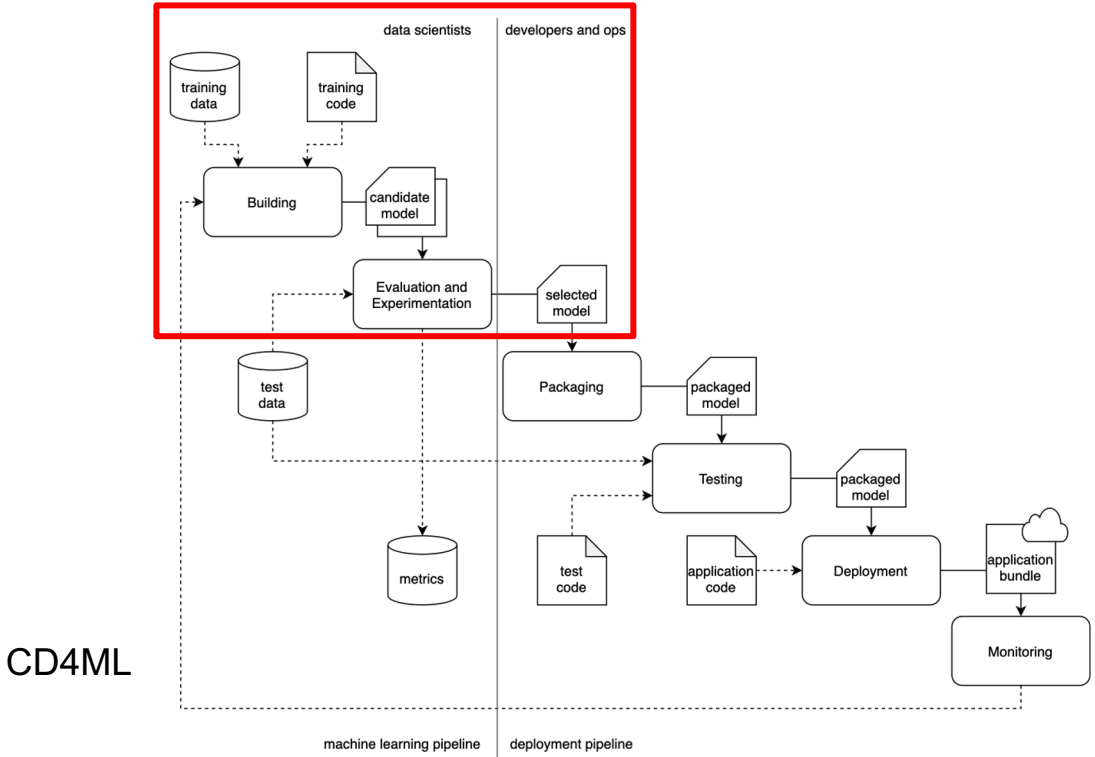 data scientists
developers and ops
training
data
training
code
Building
candidate
model
Evaluation and
Experimentation
selected
model
test
data
Packaging
packaged
model
Testing
packaged
model
metrics
test
code
application
code
Deployment
application
bundle
Monitoring
CD4ML
machine learning pipeline
deployment pipeline